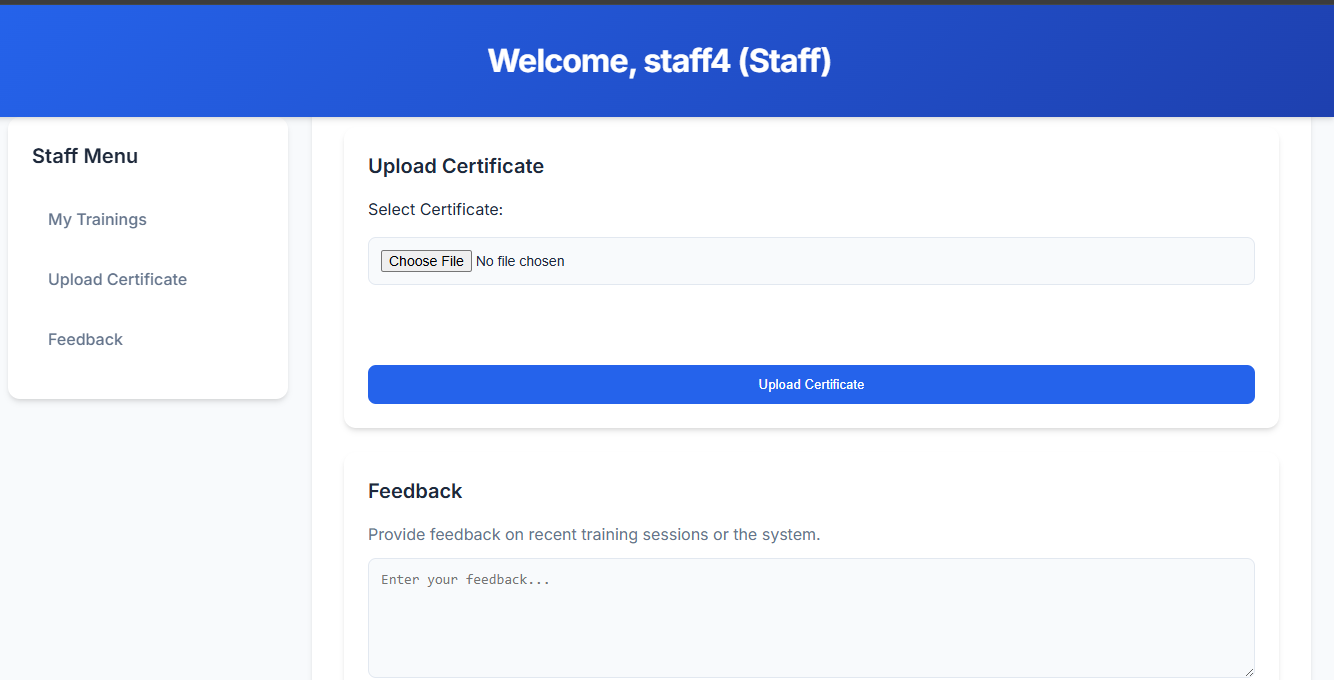 Welcome, staff4 (Staff)
Staff Menu
My Trainings
Upload Certificate
Feedback
Upload Certificate
Select Certificate:
Choose File No file chosen
Upload Certificate
Feedback
Provide feedback on recent training sessions or the system.
Enter your feedback...